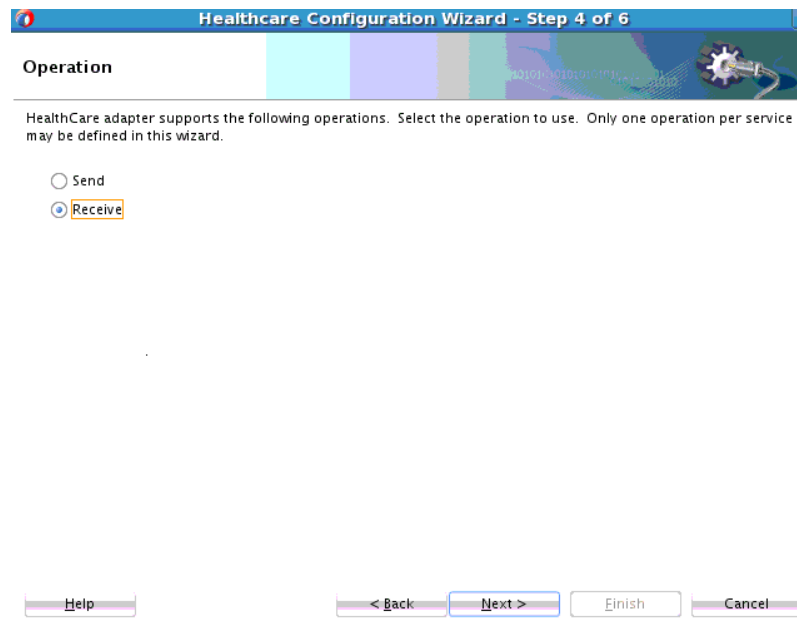 Healthcare Configuration Wizard - Step 4 of 6
Operation
HealthCare adapter supports the following operations. Select the operation to use. Only one operation per service
may be defined in this wizard.
Send
Receive
Help
< Back
Next >
Finish
Cancel